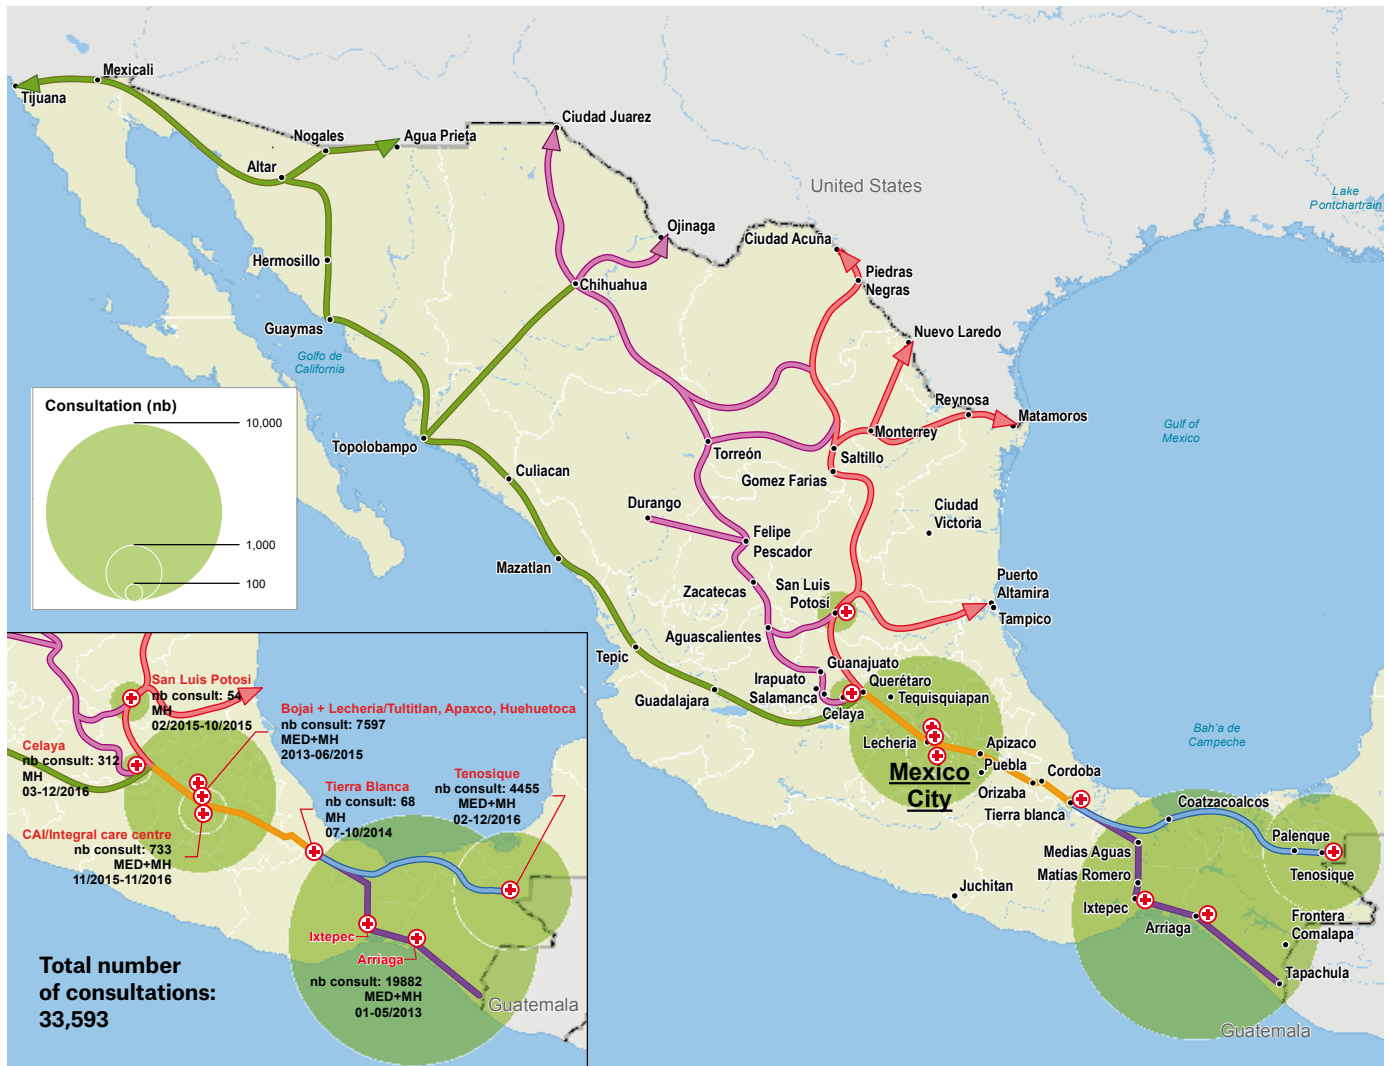 Mexicali
Tijuana
Nogales
Agua Prieta
Ciudad Juarez
Altar
United States
Lake
Pontchartrain
Ojinaga
Ciudad Acuña
Hermosillo
Chihuahua
Piedras
Negras
Guaymas
Nuevo Laredo
Golfo de
California
Consultation (nb)
10,000
1,000
100
Reynosa
Matamoros
Gulf of
Mexico
Monterrey
Topolobampo
Torreón
Saltillo
Culiacan
Gomez Farias
Durango
Ciudad
Victoria
Felipe
Pescador
Mazatlan
Zacatecas
San Luis
Potosí
Puerto
Altamira
Tampico
Aguascalientes
Tepic
Guanajuato
Irapuato
Salamanca
Querétaro
Tequisquiapan
Guadalajara
Celaya
Bah'a de
Campeche
Lecheria
Apizaco
Puebla
Mexico
City
Cordoba
Orizaba
Tierra blanca
Coatzacoalcos
Palenque
Medias Aguas
Tenosique
Matías Romero
Juchitan
Ixtepec
Arriaga
Frontera
Comalapa
Tapachula
Guatemala
San Luis Potosi
nb consult: 54
MH
02/2015-10/2015
Bojai + Lecheria/Tultitlan, Apaxco, Huehuetoca
nb consult: 7597
MED+MH
2013-06/2015
Celaya
nb consult: 312
MH
03-12/2016
Tierra Blanca
nb consult: 68
MH
07-10/2014
Tenosique
nb consult: 4455
MED+MH
02-12/2016
CAI/Integral care centre
nb consult: 733
MED+MH
11/2015-11/2016
Ixtepec
Arriaga
nb consult: 19882
MED+MH
01-05/2013
Guatemala
Total number
of consultations:
33,593